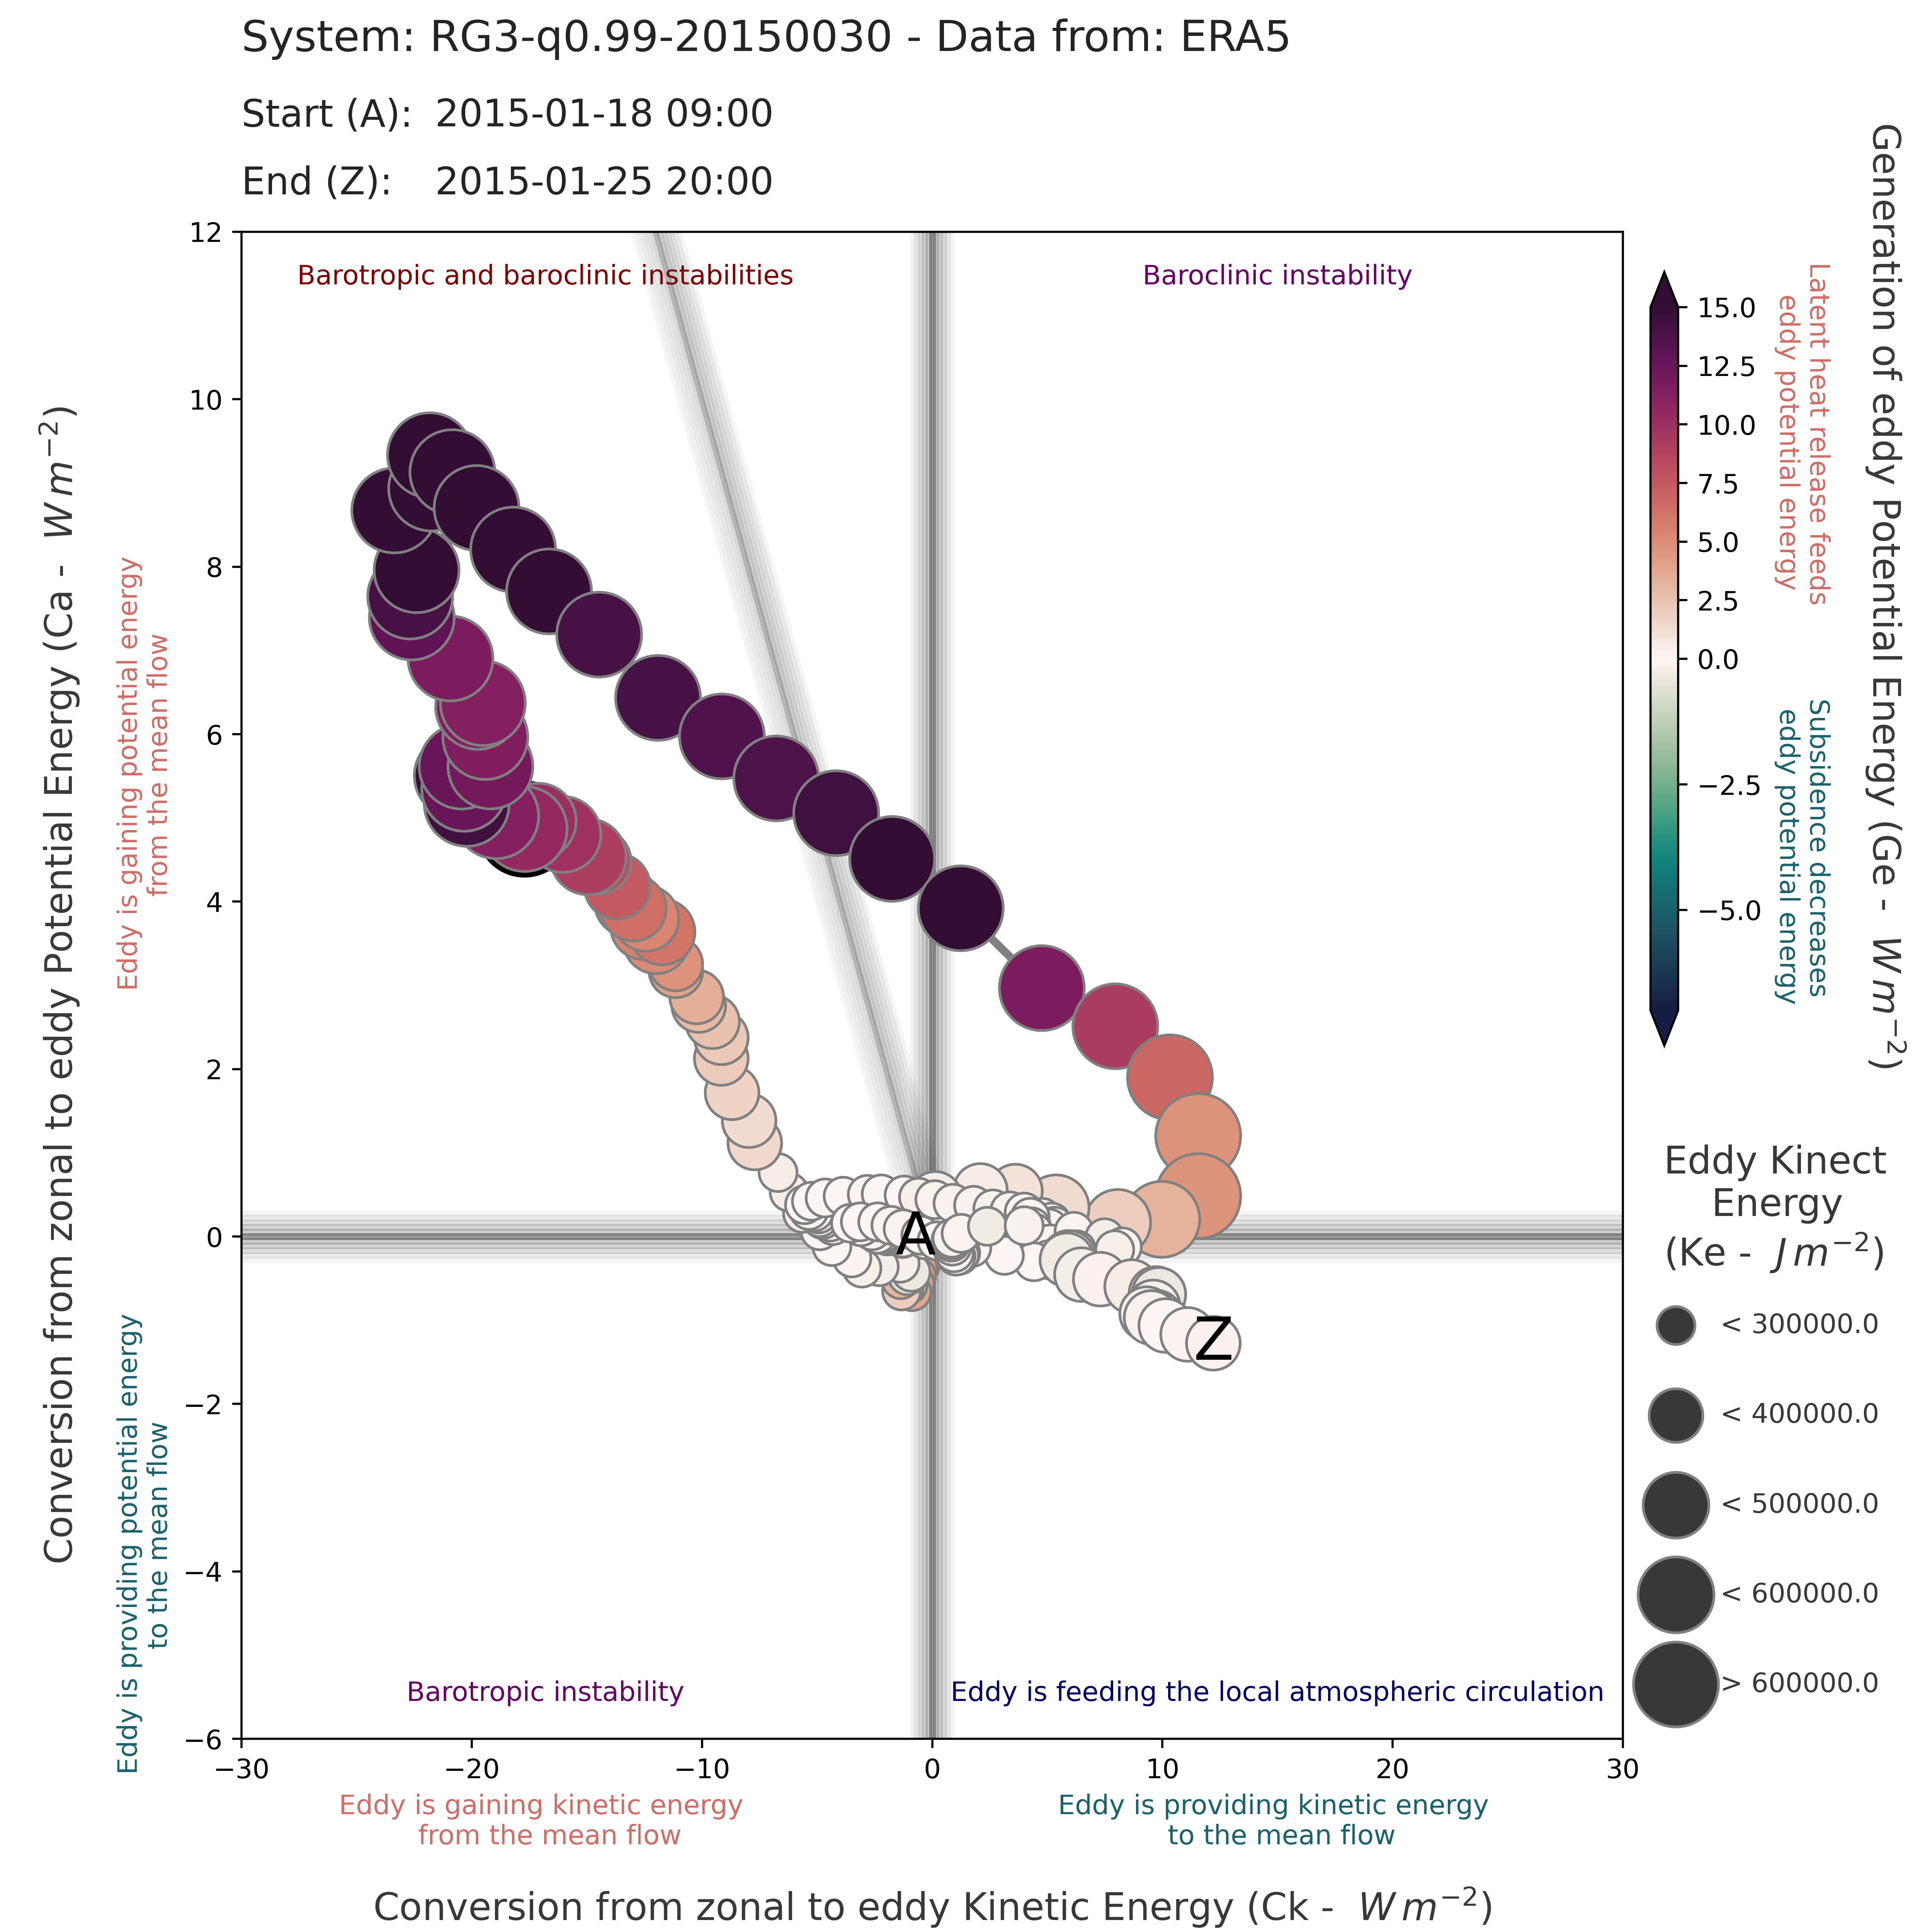 System: RG3-q0.99-20150030 - Data from: ERA5
Start (A): 2015-01-18 09:00
End (Z): 2015-01-25 20:00
Conversion from zonal to eddy Potential Energy (Ca - W m⁻²)
Eddy is gaining potential energy
from the mean flow
Eddy is providing potential energy
to the mean flow
12
10
8
6
4
2
0
−2
−4
−6
Barotropic and baroclinic instabilities
Baroclinic instability
A
Z
Barotropic instability
Eddy is feeding the local atmospheric circulation
−30
−20
−10
0
10
20
30
Eddy is gaining kinetic energy
from the mean flow
Eddy is providing kinetic energy
to the mean flow
Conversion from zonal to eddy Kinetic Energy (Ck - W m⁻²)
15.0
12.5
10.0
7.5
5.0
2.5
0.0
−2.5
−5.0
Latent heat release feeds
eddy potential energy
Subsidence decreases
eddy potential energy
Generation of eddy Potential Energy (Ge - W m⁻²)
Eddy Kinect
Energy
(Ke - J m⁻²)
< 300000.0
< 400000.0
< 500000.0
< 600000.0
> 600000.0